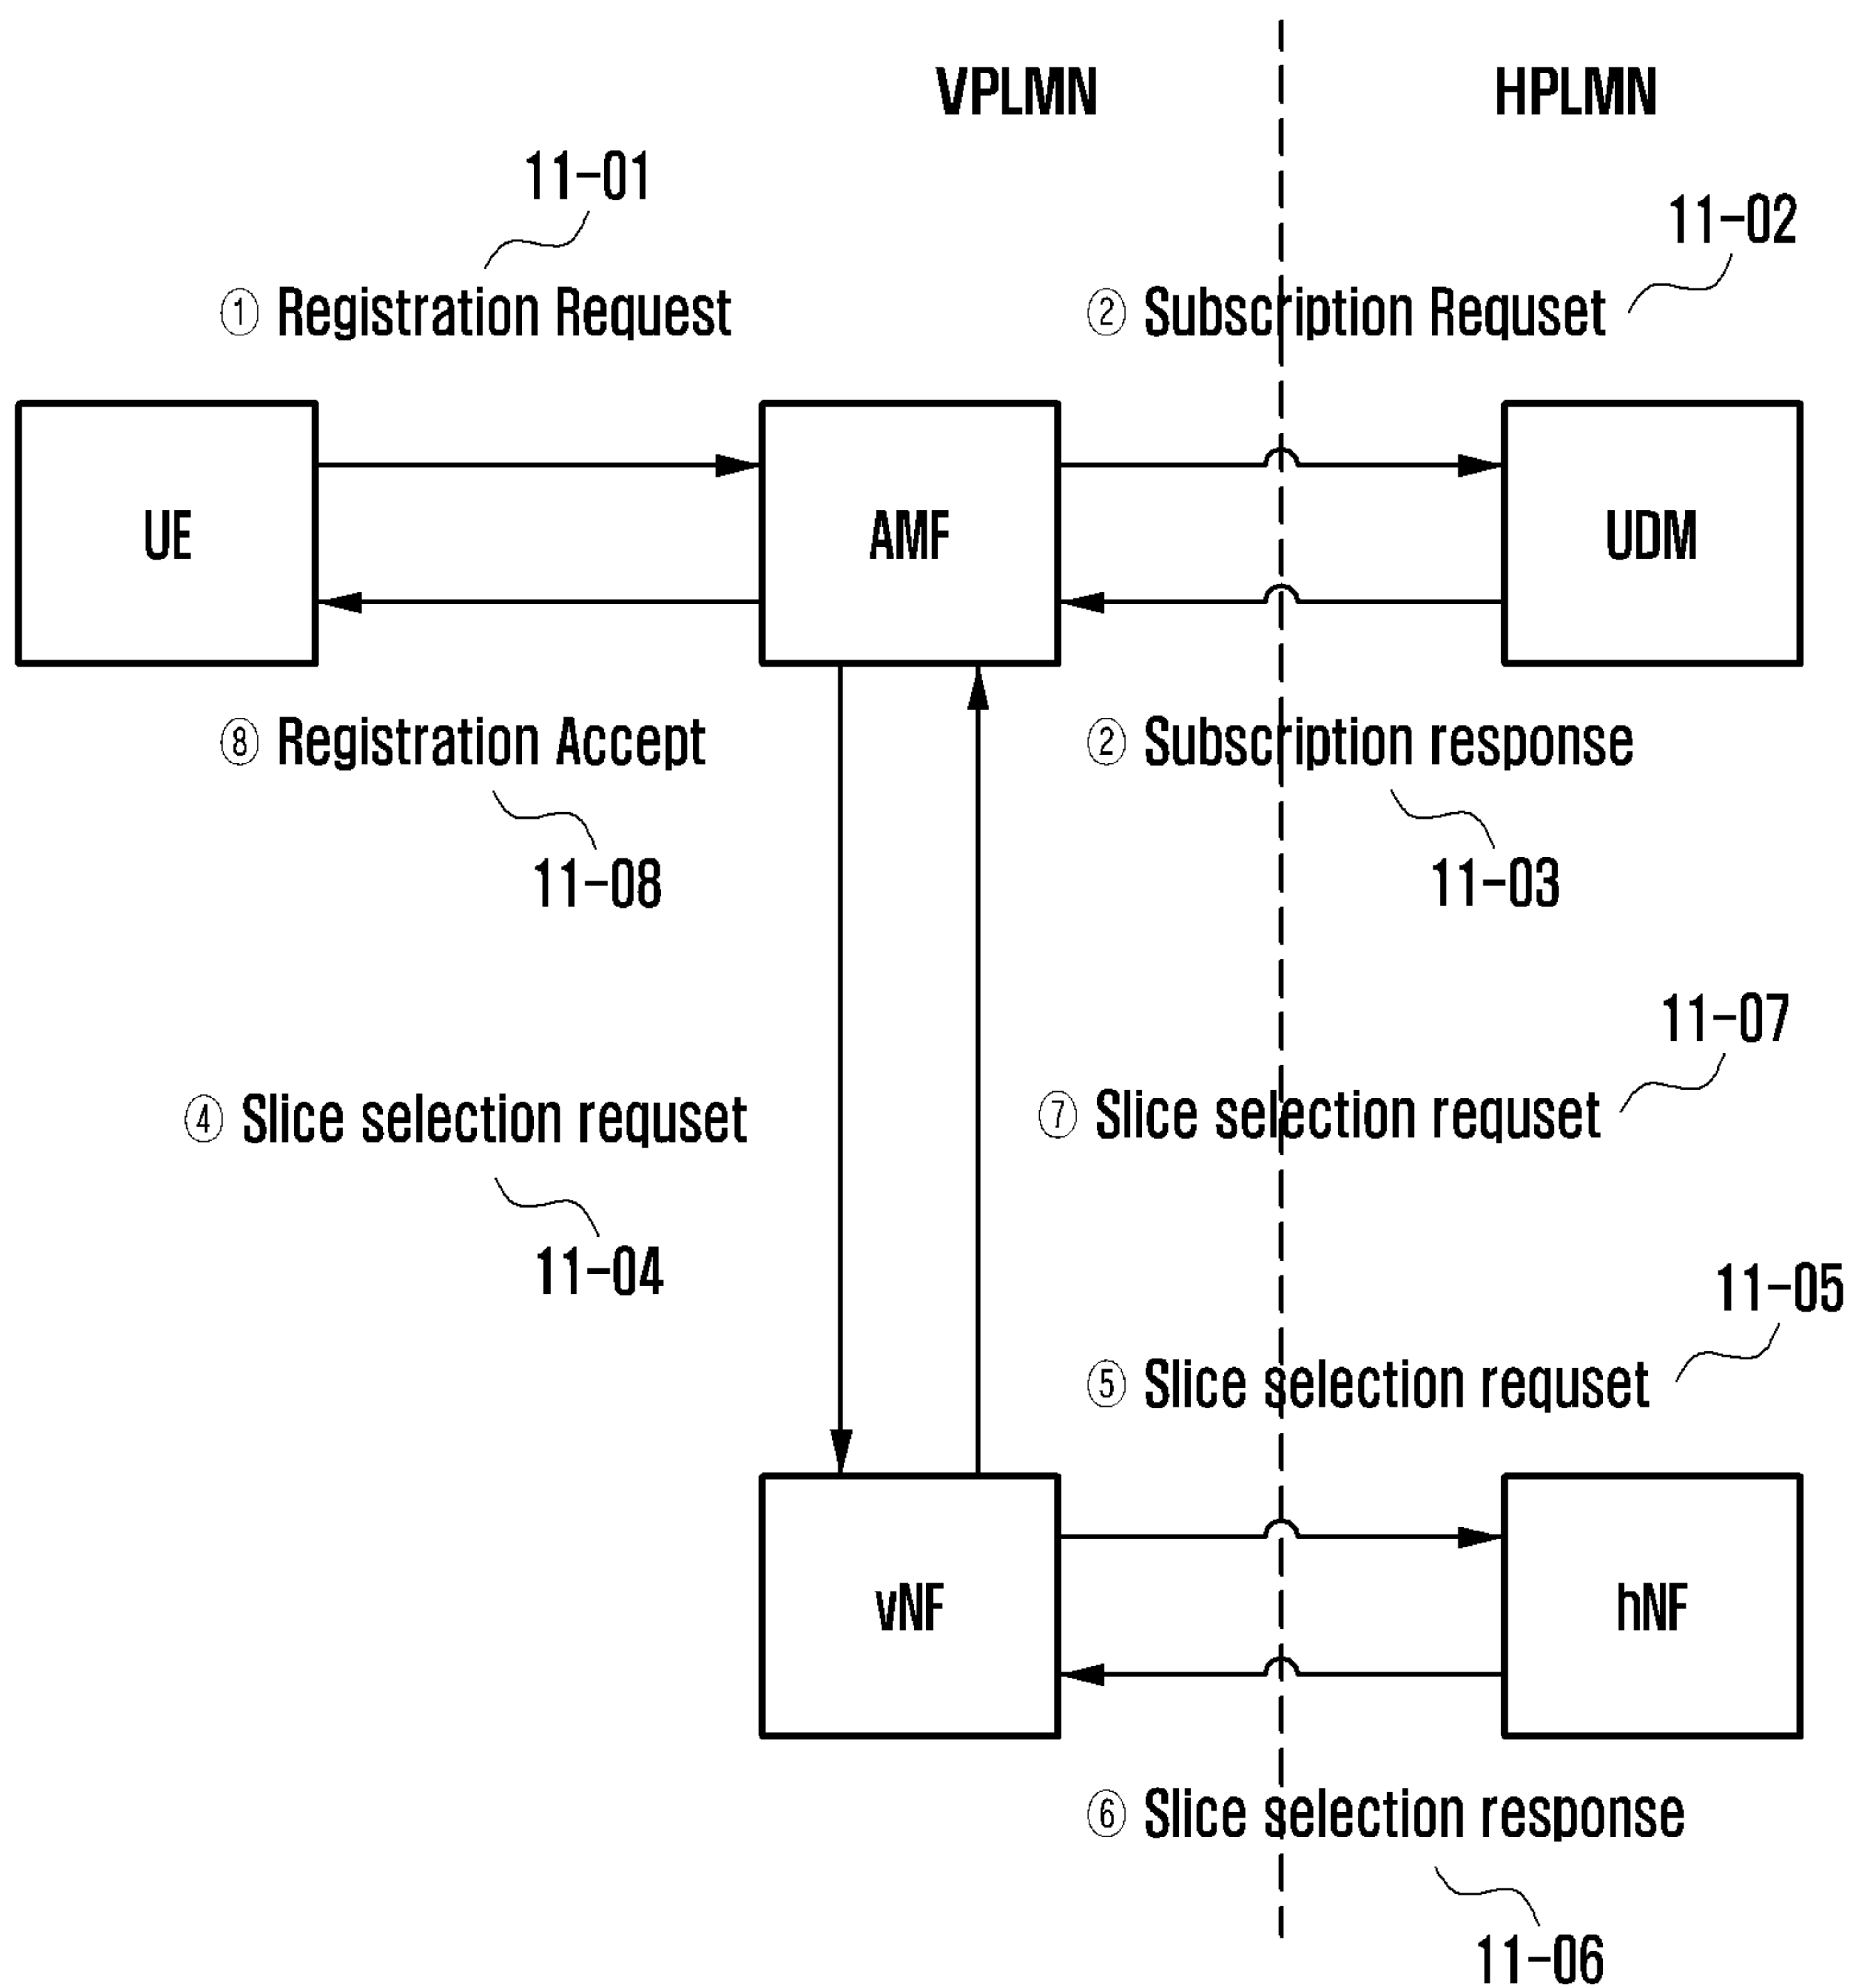 VPLMN
HPLMN
11-01
11-02
① Registration Request
② Subscription Requset
UE
AMF
UDM
⑧ Registration Accept
② Subscription response
11-08
11-03
11-07
④ Slice selection requset
⑦ Slice selection requset
11-04
11-05
⑤ Slice selection requset
vNF
hNF
⑥ Slice selection response
11-06